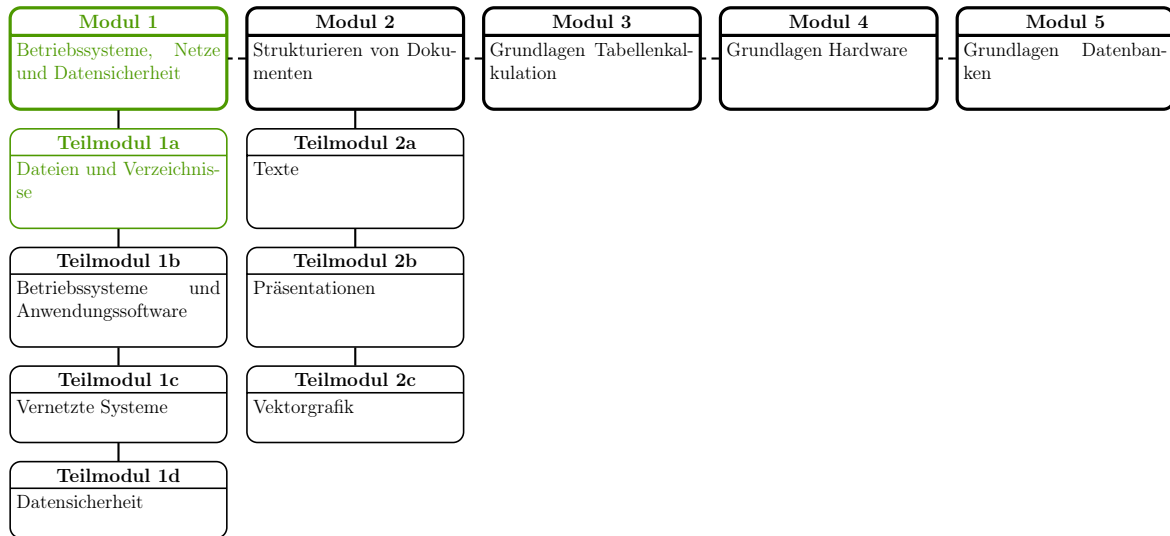 Modul 1
Betriebssysteme, Netze
und Datensicherheit
Modul 2
Strukturieren von Doku-
menten
Modul 3
Grundlagen Tabellenkal-
kulation
Modul 4
Grundlagen Hardware
Modul 5
Grundlagen Datenban-
ken
Teilmodul 1a
Dateien und Verzeichnis-
se
Teilmodul 2a
Texte
Teilmodul 1b
Betriebssysteme und
Anwendungssoftware
Teilmodul 2b
Präsentationen
Teilmodul 1c
Vernetzte Systeme
Teilmodul 2c
Vektorgrafik
Teilmodul 1d
Datensicherheit